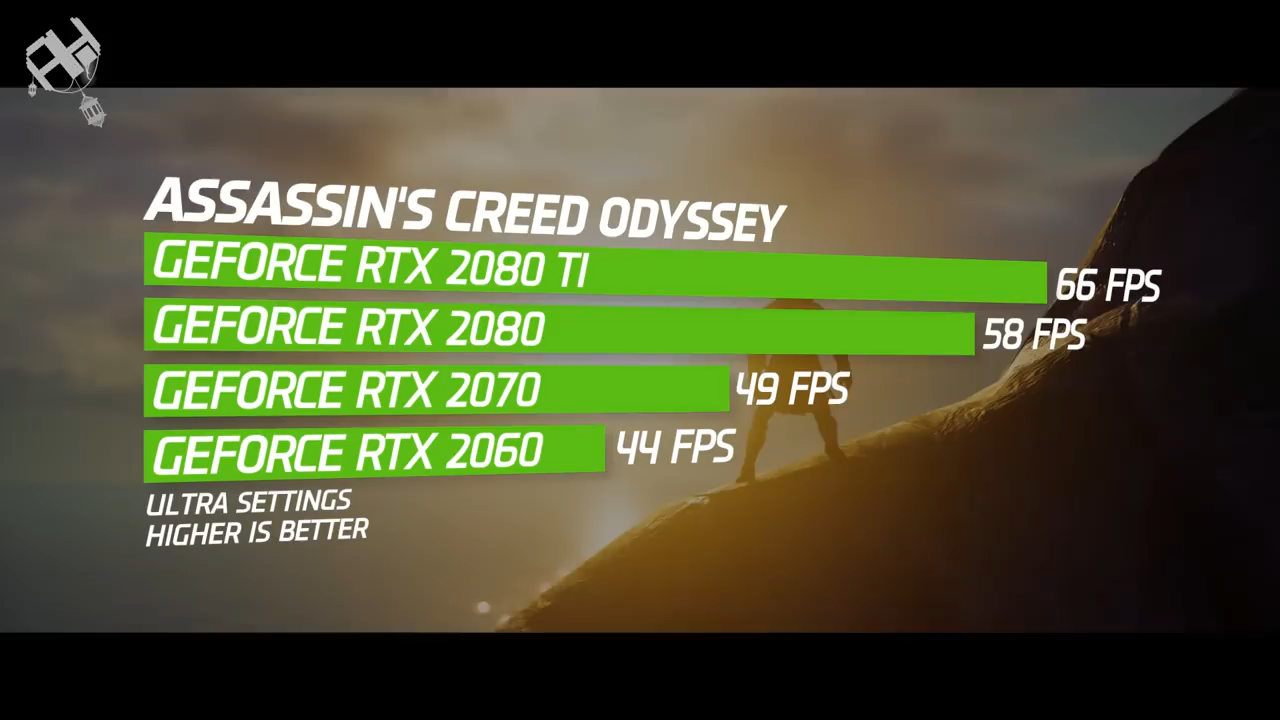 ASSASSIN'S CREED ODYSSEY
GEFORCE RTX 2080 TI 66 FPS
GEFORCE RTX 2080 58 FPS
GEFORCE RTX 2070 49 FPS
GEFORCE RTX 2060 44 FPS
ULTRA SETTINGS
HIGHER IS BETTER